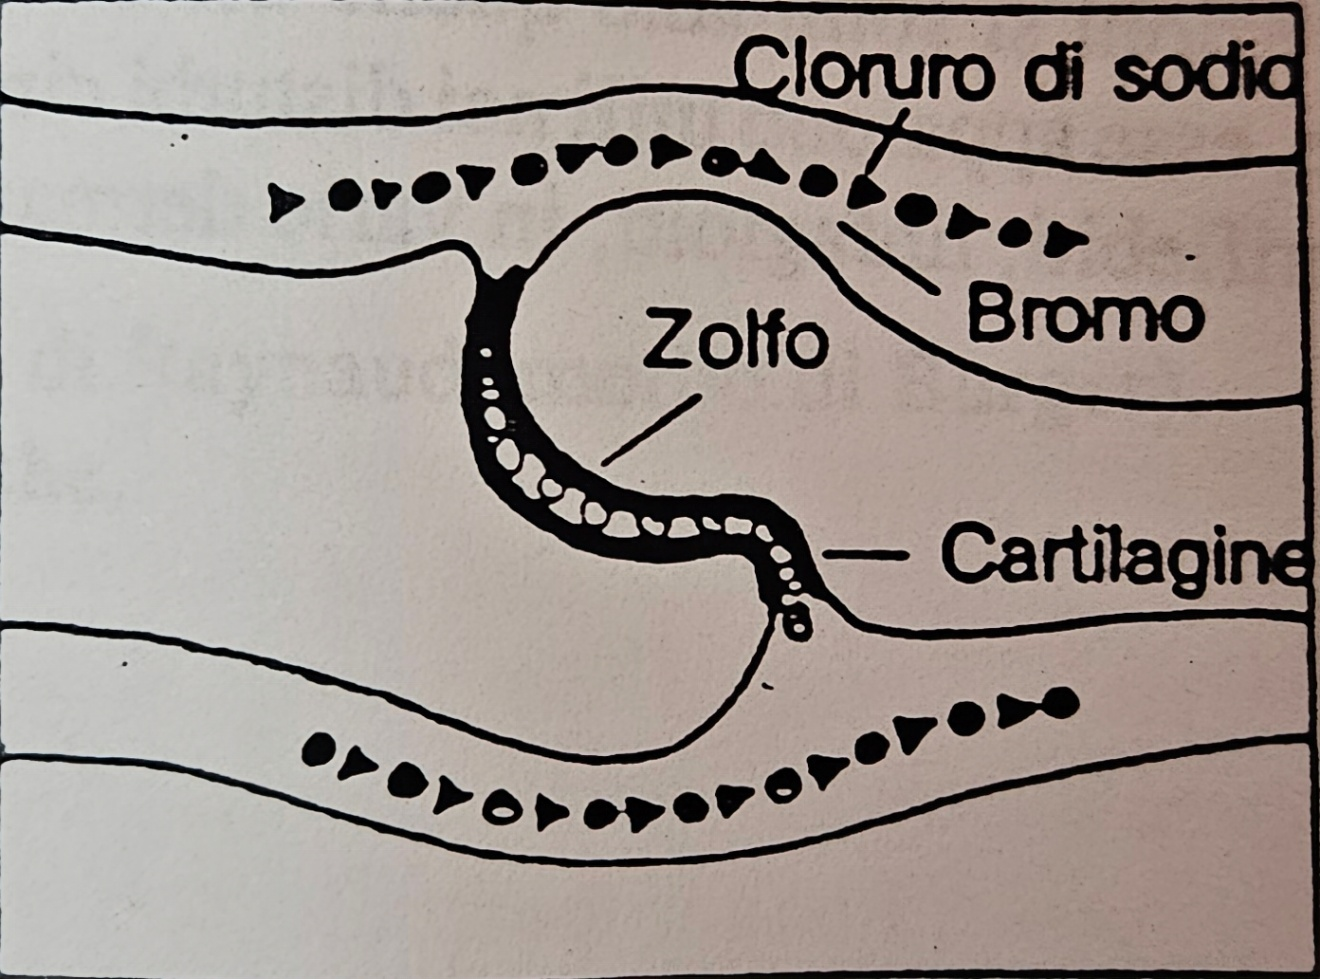 Cloruro di sodio
Bromo
Zolfo
Cartilagine